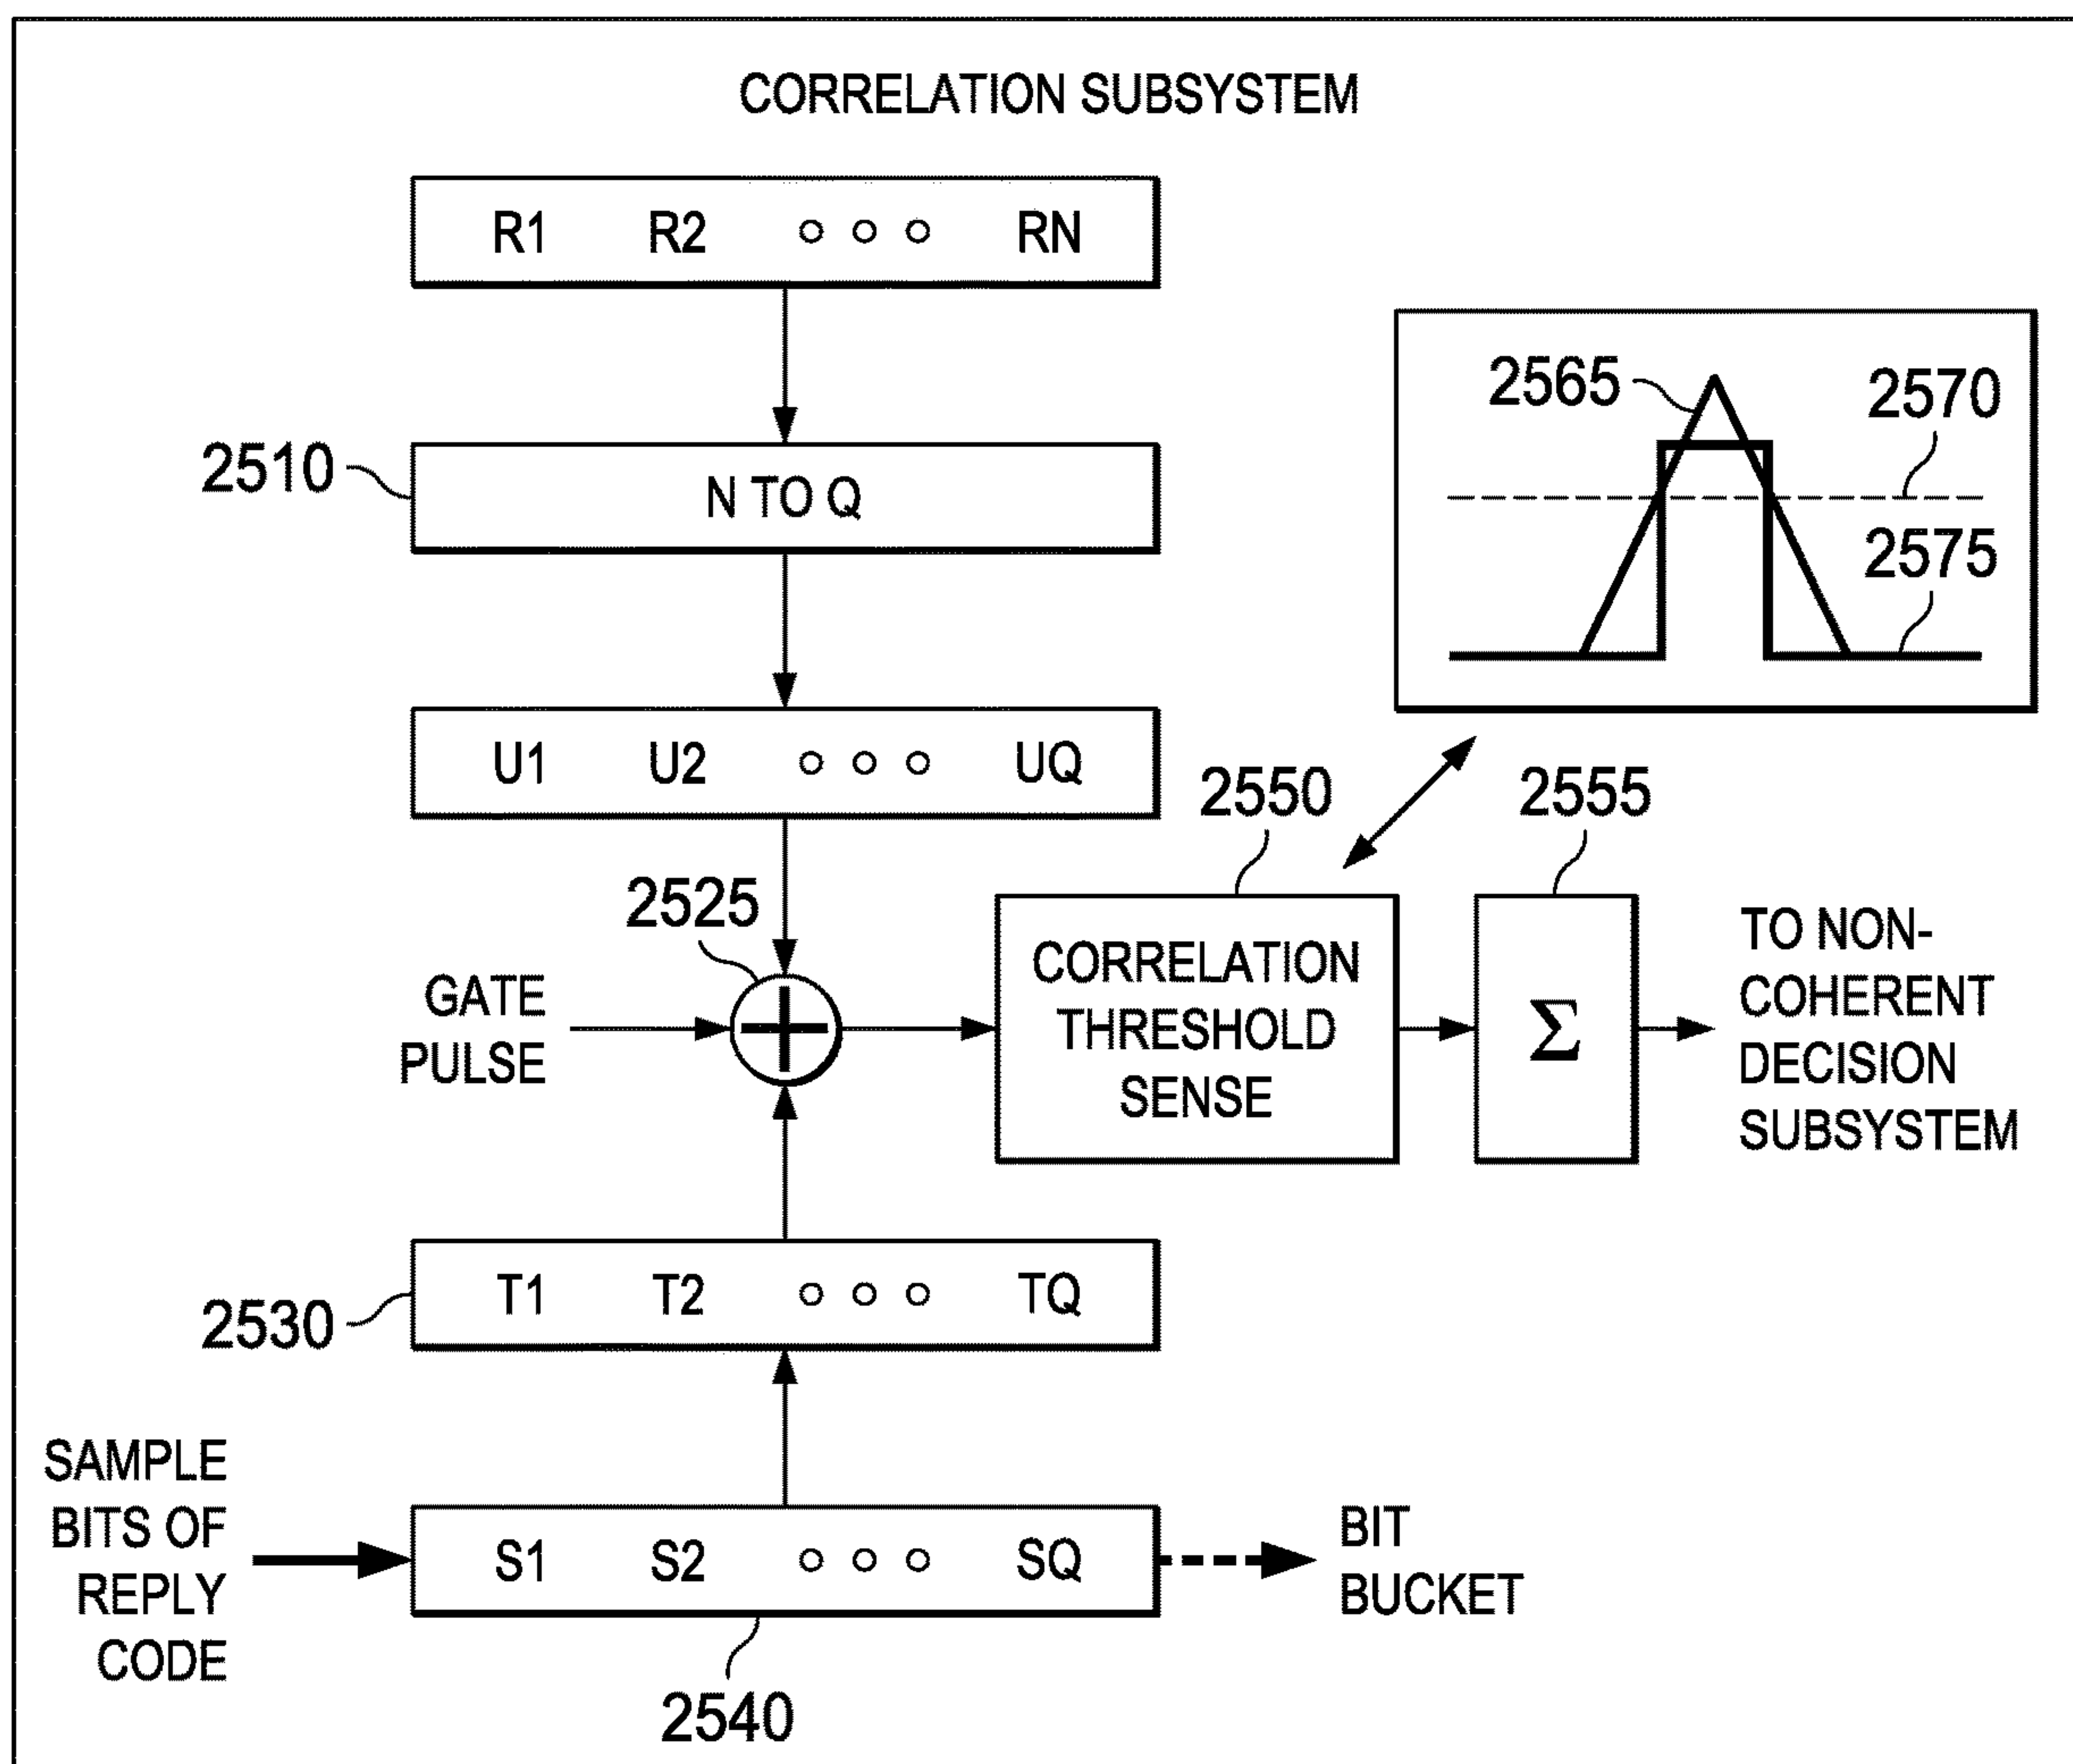 CORRELATION SUBSYSTEM
R1 R2 ○ ○ ○ RN
2510
N TO Q
2565
2570
2575
U1 U2 ○ ○ ○ UQ
2550
2555
2525
GATE
PULSE
+
CORRELATION
THRESHOLD
SENSE
Σ
TO NON-
COHERENT
DECISION
SUBSYSTEM
2530
T1 T2 ○ ○ ○ TQ
SAMPLE
BITS OF
REPLY
CODE
S1 S2 ○ ○ ○ SQ
BIT
BUCKET
2540